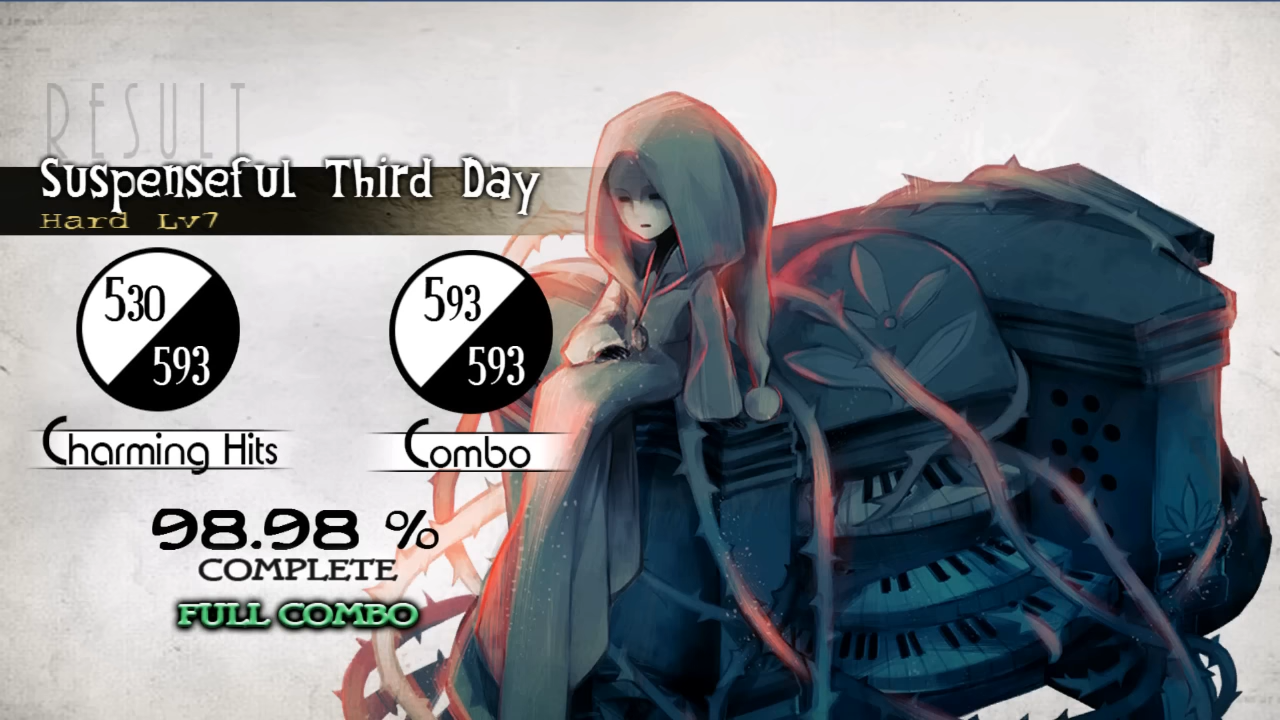 RESULT
Suspenseful Third Day
Hard Lv7
530
593
Charming Hits
593
593
Combo
98.98 %
COMPLETE
FULL COMBO